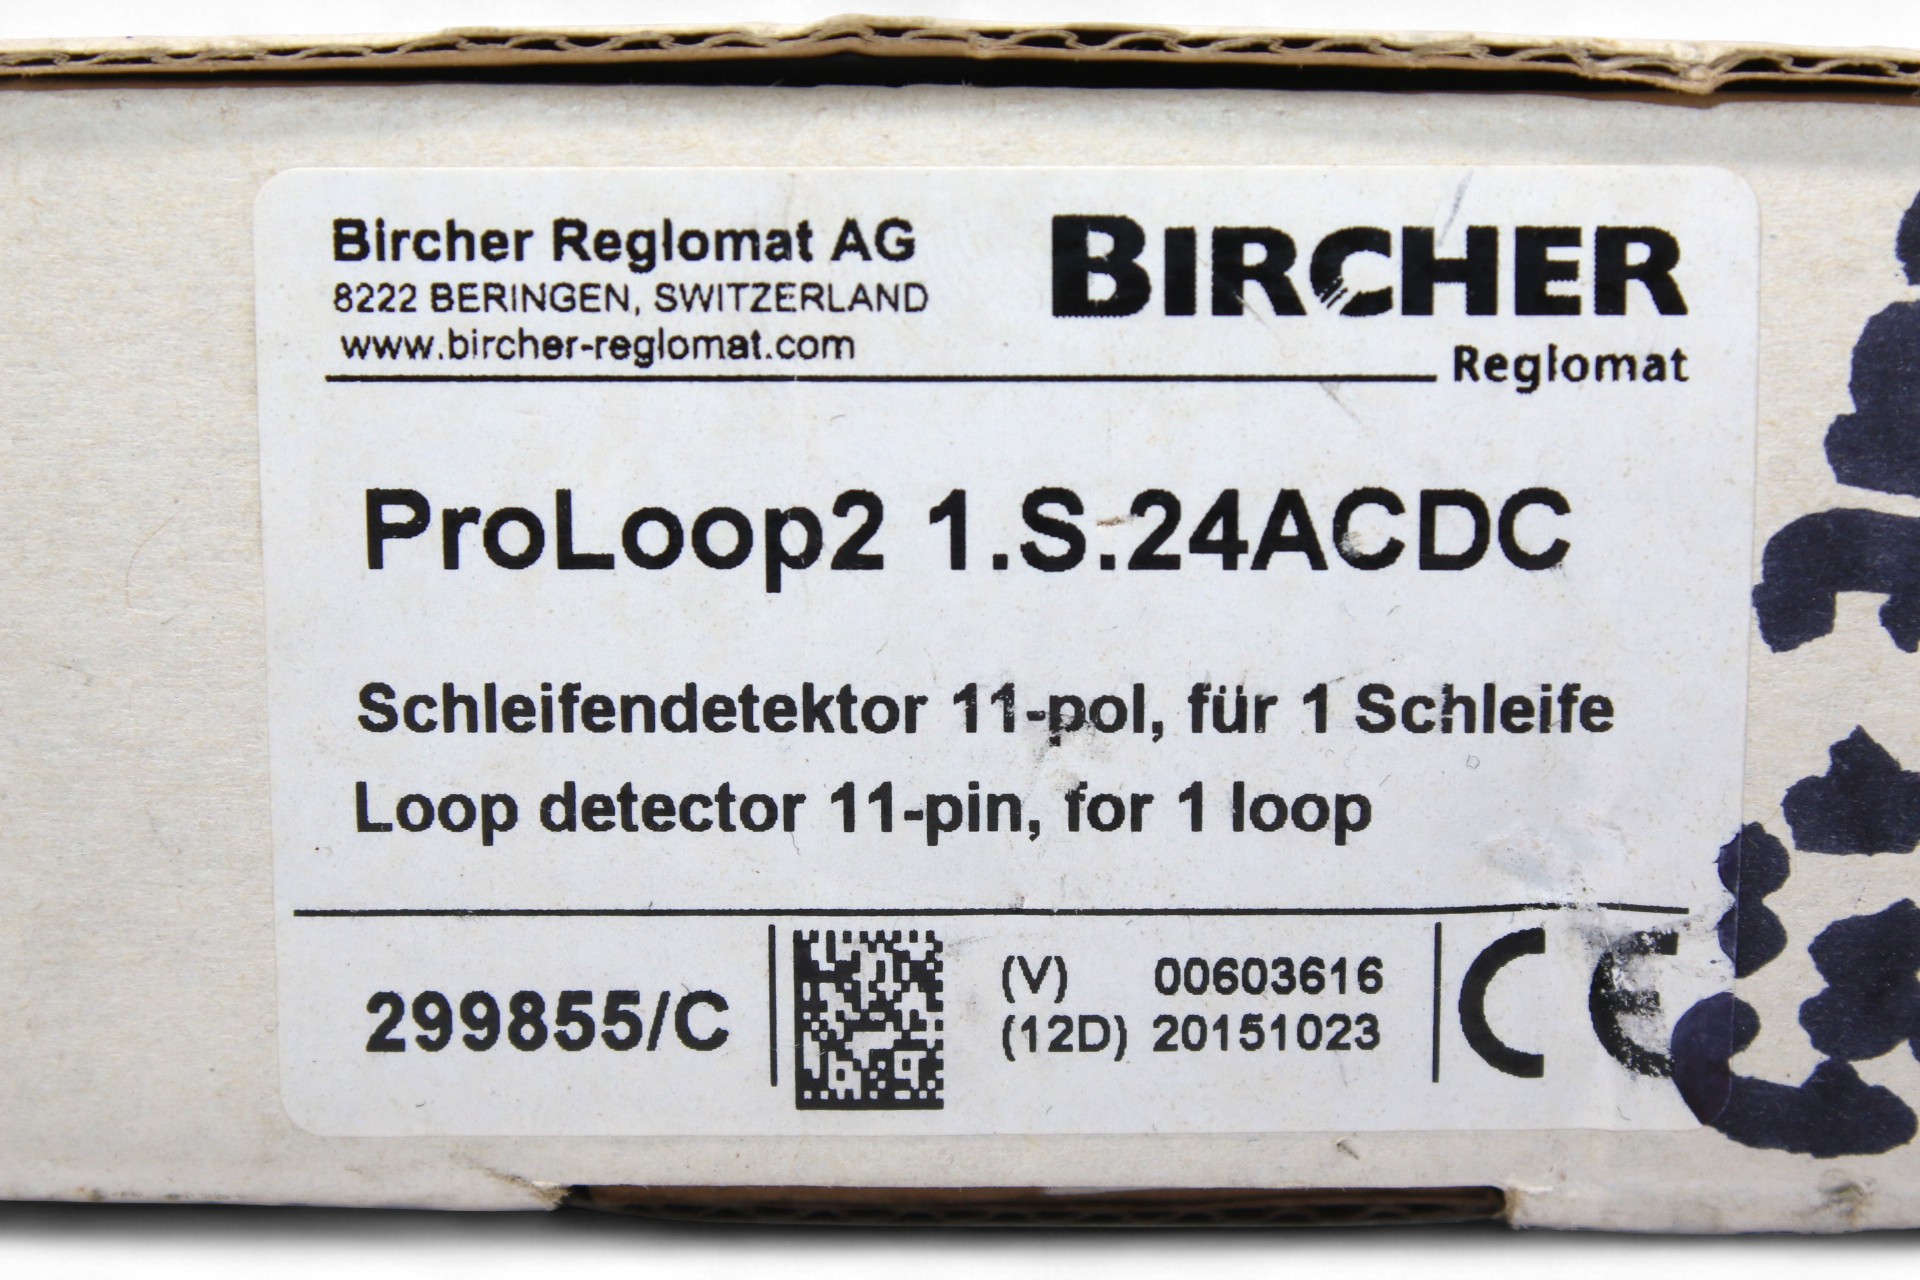 Bircher Reglomat AG
8222 BERINGEN, SWITZERLAND
www.bircher-reglomat.com
BIRCHER
Reglomat
ProLoop2 1.S.24ACDC
Schleifendetektor 11-pol, für 1 Schleife
Loop detector 11-pin, for 1 loop
299855/C
(V) 00603616
(12D) 20151023
CE